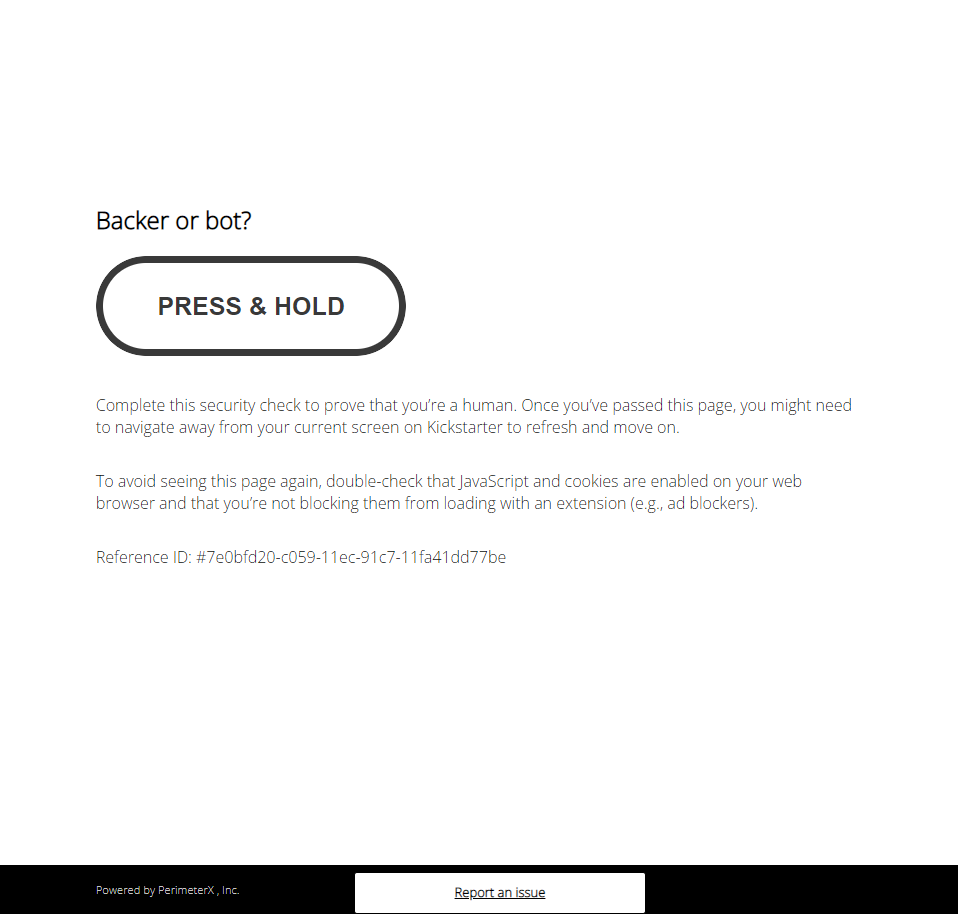 Backer or bot?
PRESS & HOLD
Complete this security check to prove that you’re a human. Once you’ve passed this page, you might need
to navigate away from your current screen on Kickstarter to refresh and move on.
To avoid seeing this page again, double-check that JavaScript and cookies are enabled on your web
browser and that you’re not blocking them from loading with an extension (e.g., ad blockers).
Reference ID: #7e0bfd20-c059-11ec-91c7-11fa41dd77be
Powered by PerimeterX , Inc.
Report an issue